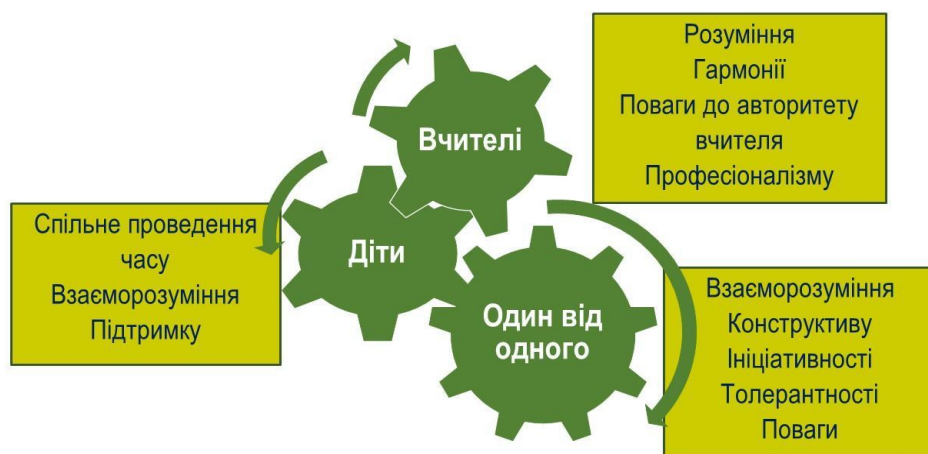 Розуміння
Гармонії
Поваги до авторитету
вчителя
Професіоналізму
Вчителі
Спільне проведення
часу
Взаєморозуміння
Підтримку
Діти
Один від
одного
Взаєморозуміння
Конструктиву
Ініціативності
Толерантності
Поваги